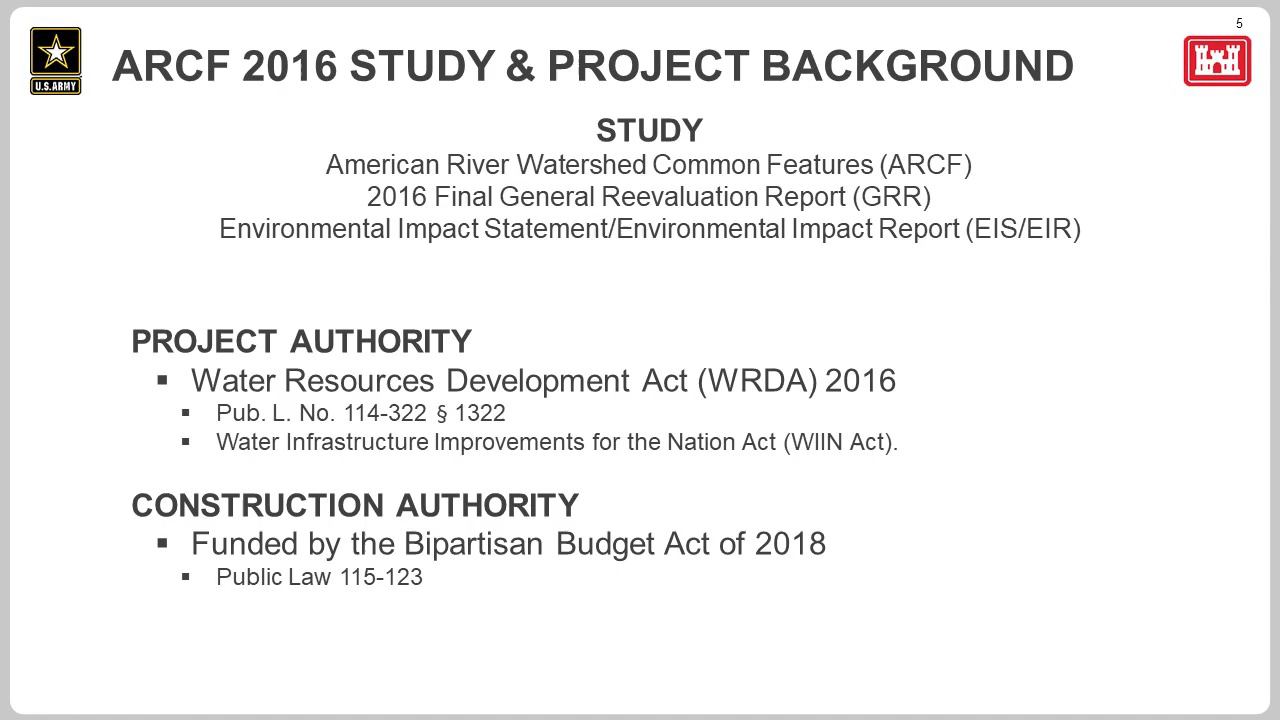 5
U.S.ARMY
ARCF 2016 STUDY & PROJECT BACKGROUND
STUDY
American River Watershed Common Features (ARCF)
2016 Final General Reevaluation Report (GRR)
Environmental Impact Statement/Environmental Impact Report (EIS/EIR)
PROJECT AUTHORITY
▪ Water Resources Development Act (WRDA) 2016
▪ Pub. L. No. 114-322 § 1322
▪ Water Infrastructure Improvements for the Nation Act (WIIN Act).
CONSTRUCTION AUTHORITY
▪ Funded by the Bipartisan Budget Act of 2018
▪ Public Law 115-123